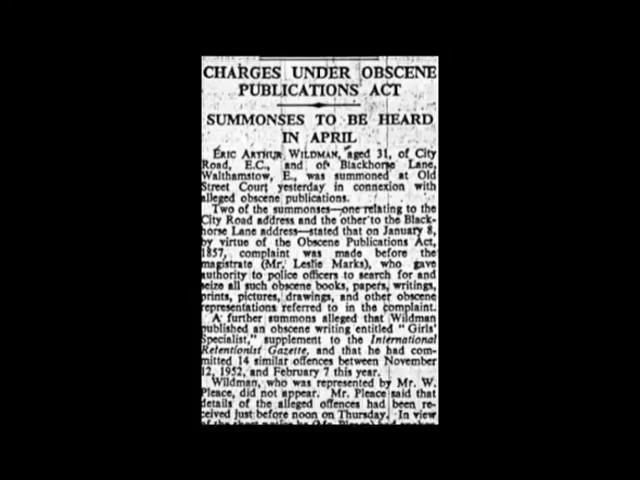 CHARGES UNDER OBSCENE
PUBLICATIONS ACT
SUMMONSES TO BE HEARD
IN APRIL
ERIC ARTHUR WILDMAN, aged 31, of City
Road, E.C., and of Blackhorse Lane,
Walthamstow, E., was summoned at Old
Street Court yesterday in connexion with
alleged obscene publications.
Two of the summonses—one relating to the
City Road address and the other to the Black-
horse Lane address—stated that on January 8,
by virtue of the Obscene Publications Act,
1857, complaint was made before the
magistrate (Mr. Leslie Marks), who gave
authority to police officers to search for and
seize all such obscene books, papers, writings,
prints, pictures, drawings, and other obscene
representations referred to in the complaint.
A further summons alleged that Wildman
published an obscene writing entitled "Girls'
Specialist," supplement to the International
Retentionist Gazette, and that he had com-
mitted 14 similar offences between November
12, 1952, and February 7 this year.
Wildman, who was represented by Mr. W.
Pleace, did not appear. Mr. Pleace said that
details of the alleged offences had been re-
ceived just before noon on Thursday. In view